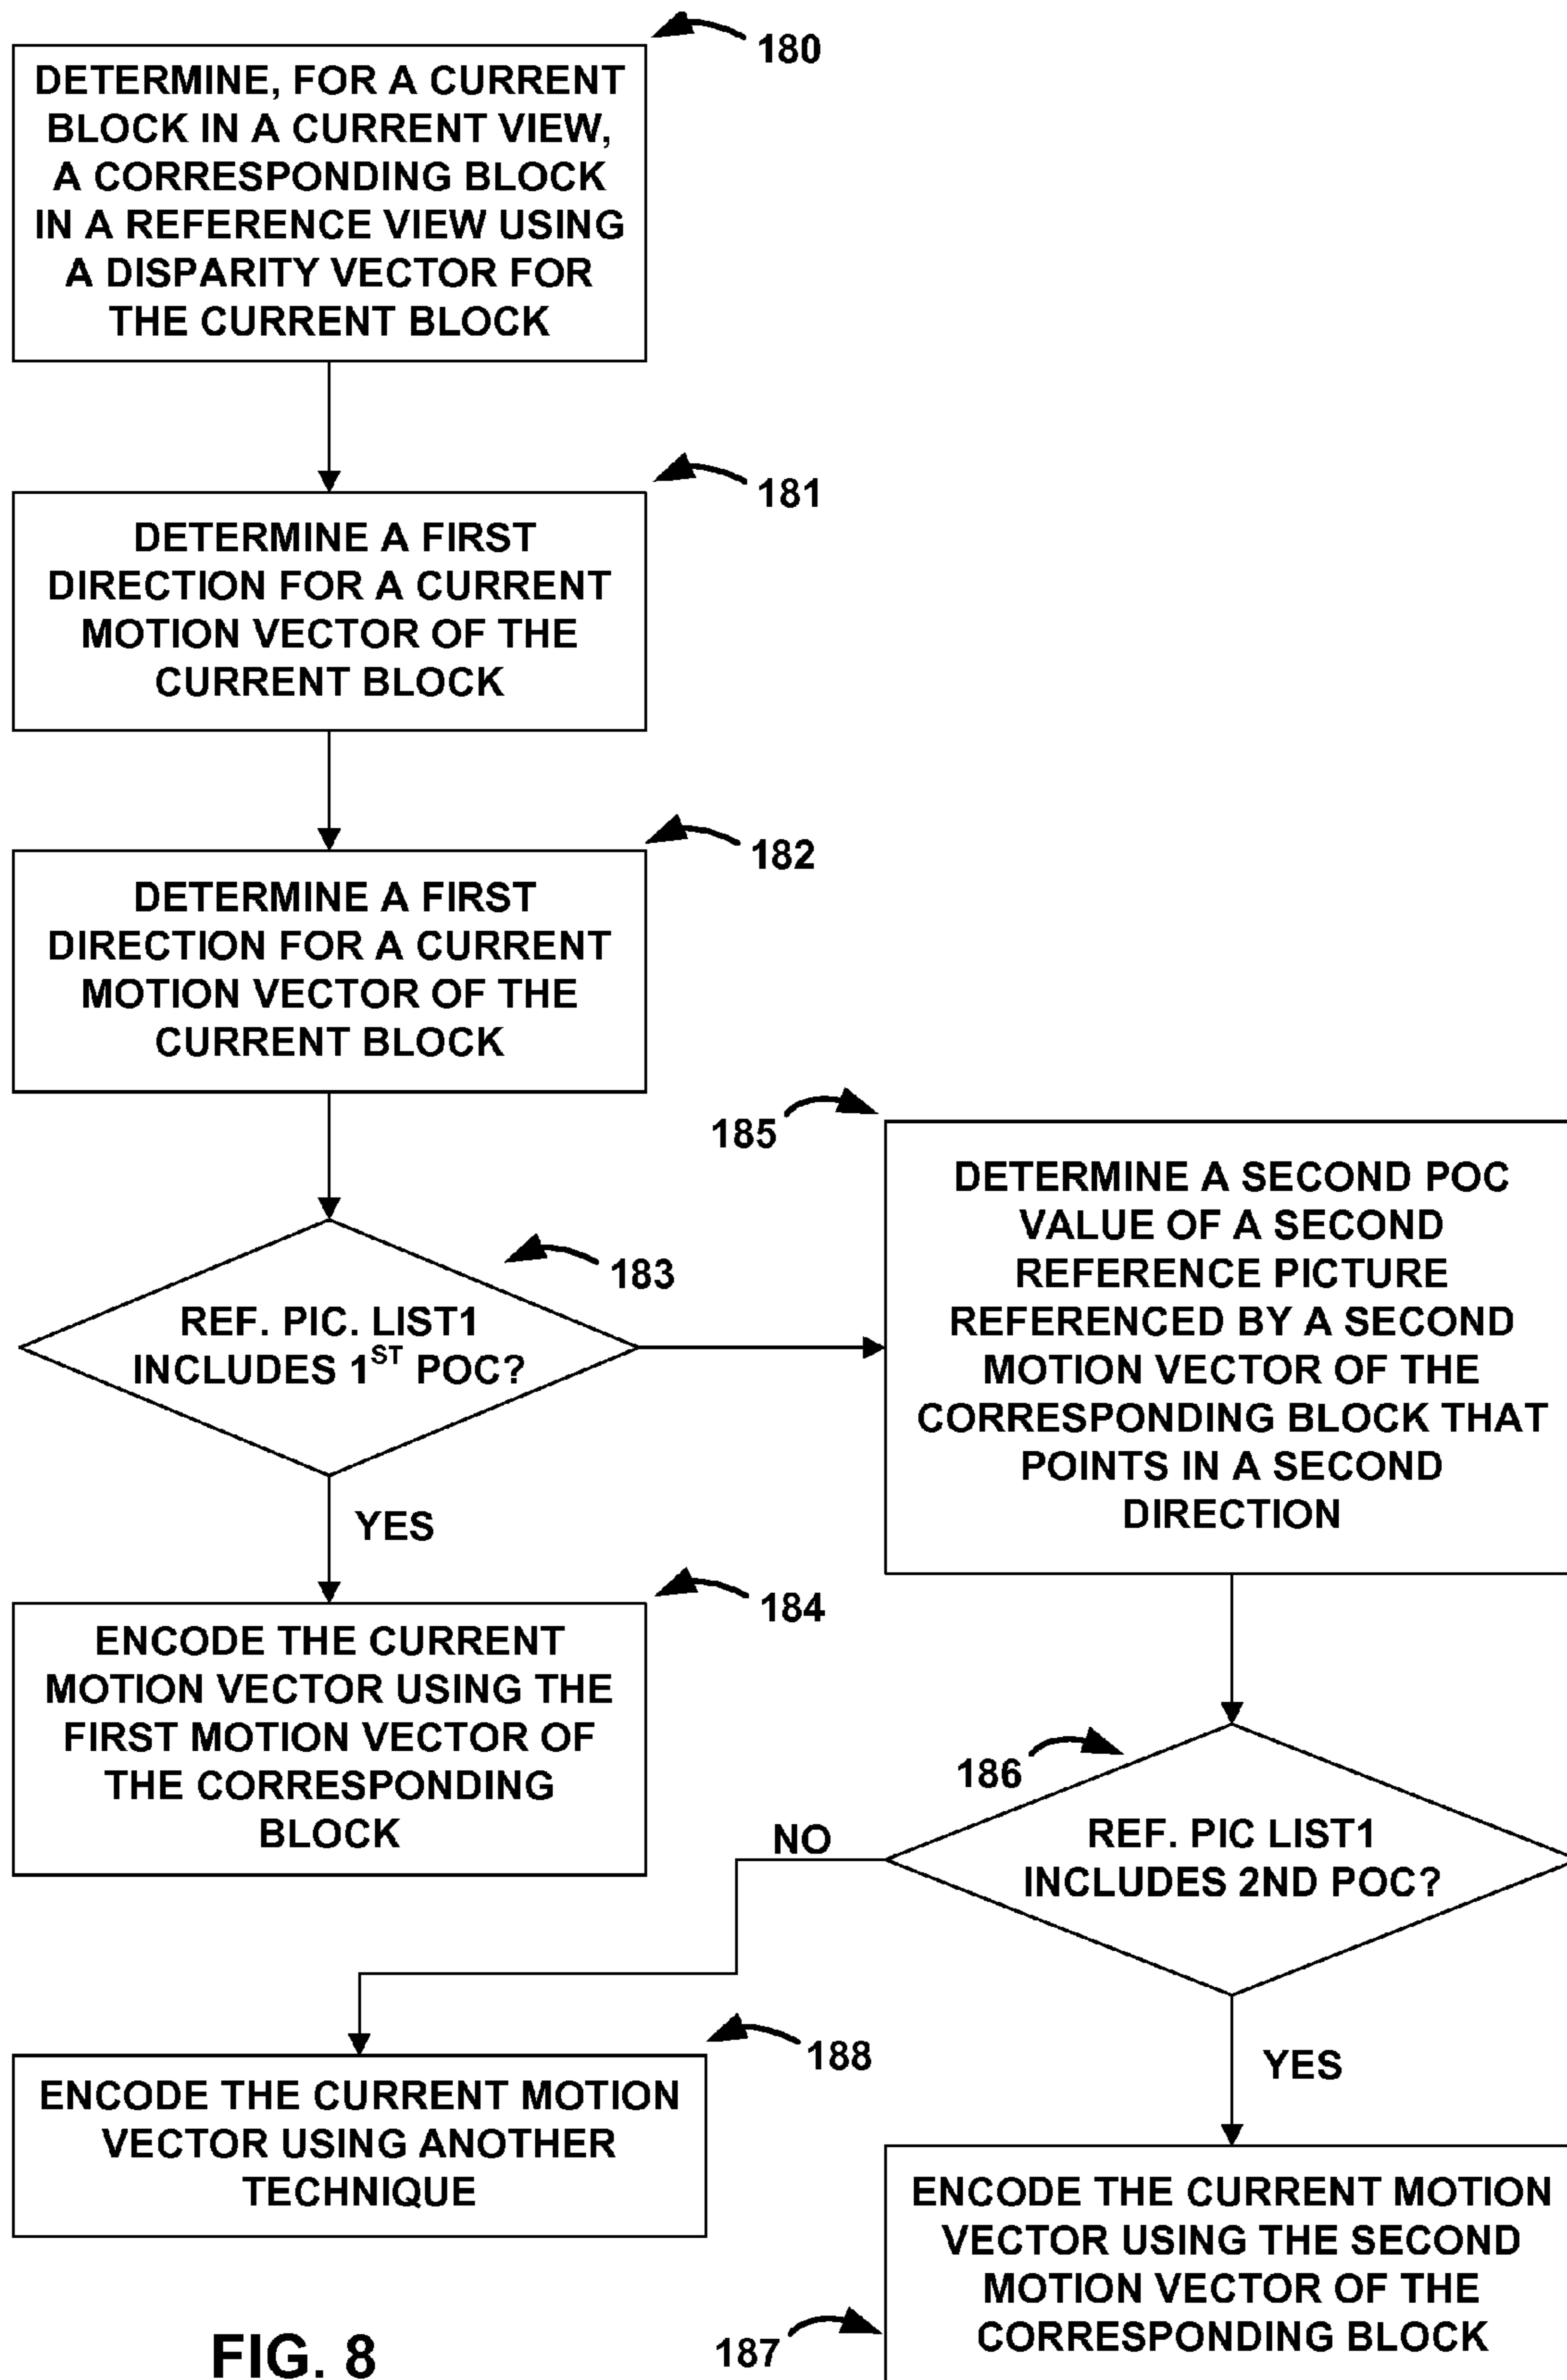 180
DETERMINE, FOR A CURRENT
BLOCK IN A CURRENT VIEW,
A CORRESPONDING BLOCK
IN A REFERENCE VIEW USING
A DISPARITY VECTOR FOR
THE CURRENT BLOCK
181
DETERMINE A FIRST
DIRECTION FOR A CURRENT
MOTION VECTOR OF THE
CURRENT BLOCK
182
DETERMINE A FIRST
DIRECTION FOR A CURRENT
MOTION VECTOR OF THE
CURRENT BLOCK
183
REF. PIC. LIST1
INCLUDES 1ST POC?
YES
184
ENCODE THE CURRENT
MOTION VECTOR USING THE
FIRST MOTION VECTOR OF
THE CORRESPONDING
BLOCK
185
DETERMINE A SECOND POC
VALUE OF A SECOND
REFERENCE PICTURE
REFERENCED BY A SECOND
MOTION VECTOR OF THE
CORRESPONDING BLOCK THAT
POINTS IN A SECOND
DIRECTION
186
REF. PIC LIST1
INCLUDES 2ND POC?
NO
188
ENCODE THE CURRENT MOTION
VECTOR USING ANOTHER
TECHNIQUE
YES
ENCODE THE CURRENT MOTION
VECTOR USING THE SECOND
MOTION VECTOR OF THE
CORRESPONDING BLOCK
187
FIG. 8